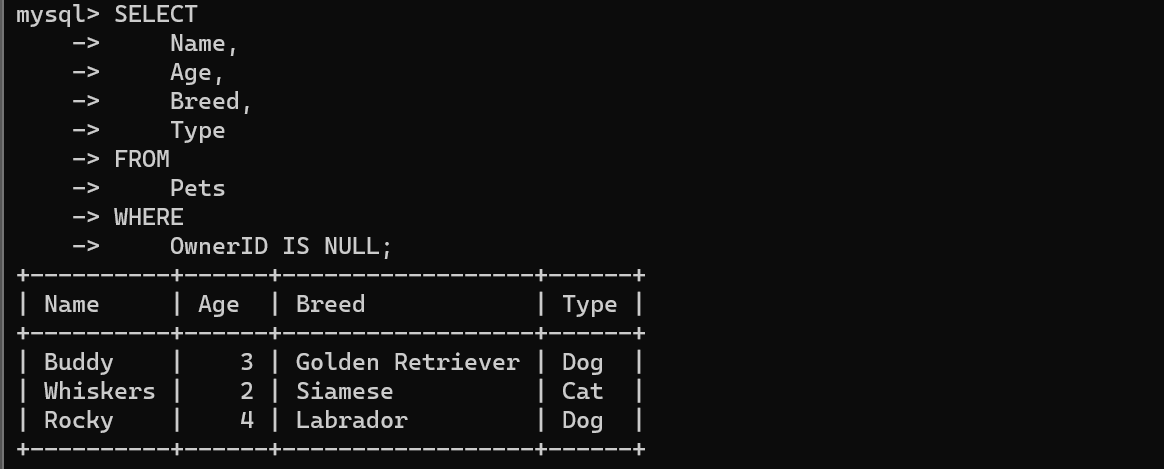 mysql> SELECT
    ->     Name,
    ->     Age,
    ->     Breed,
    ->     Type
    -> FROM
    ->     Pets
    -> WHERE
    ->     OwnerID IS NULL;
+----------+------+------------------+------+
| Name     | Age  | Breed            | Type |
+----------+------+------------------+------+
| Buddy    |    3 | Golden Retriever | Dog  |
| Whiskers |    2 | Siamese          | Cat  |
| Rocky    |    4 | Labrador         | Dog  |
+----------+------+------------------+------+